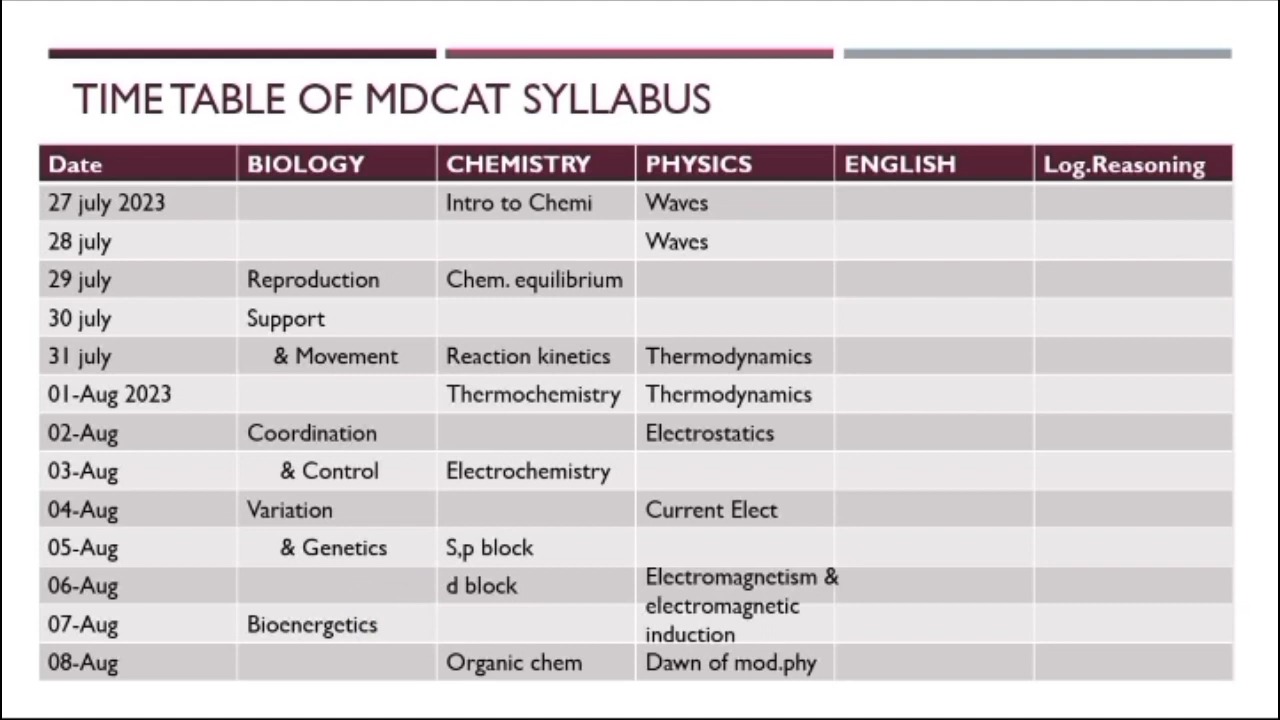 TIME TABLE OF MDCAT SYLLABUS
Date BIOLOGY CHEMISTRY PHYSICS ENGLISH Log.Reasoning
27 july 2023 Intro to Chemi Waves
28 july Waves
29 july Reproduction Chem. equilibrium
30 july Support
31 july & Movement Reaction kinetics Thermodynamics
01-Aug 2023 Thermochemistry Thermodynamics
02-Aug Coordination Electrostatics
03-Aug & Control Electrochemistry
04-Aug Variation Current Elect
05-Aug & Genetics S,p block
06-Aug d block Electromagnetism &
electromagnetic
07-Aug Bioenergetics induction
08-Aug Organic chem Dawn of mod.phy